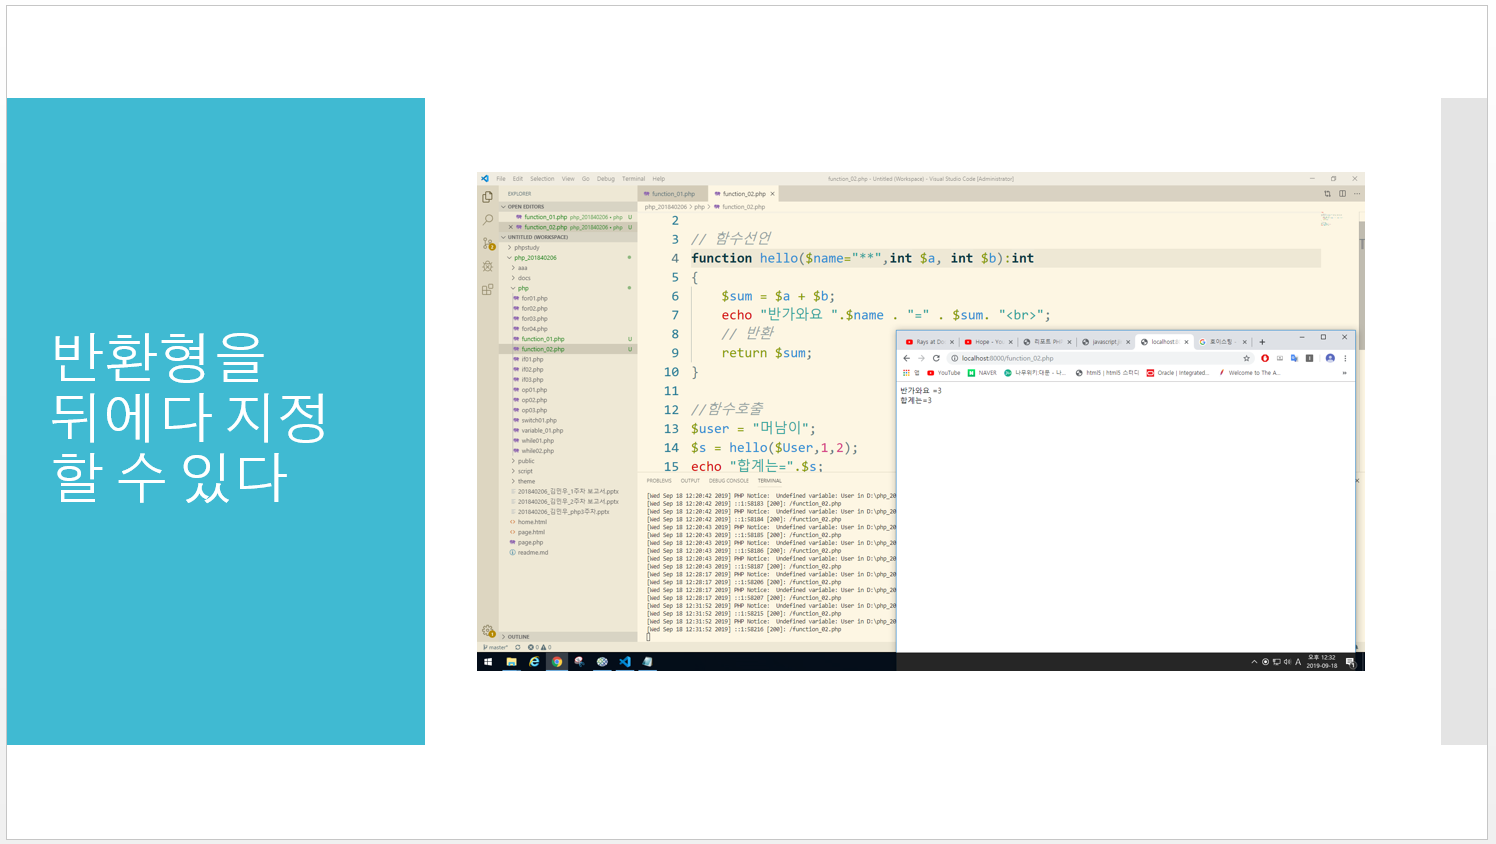 반환형을
뒤에다 지정
할 수 있다
File Edit Selection View Go Debug Terminal Help
function_02.php - Untitled (Workspace) - Visual Studio Code [Administrator]
EXPLORER
OPEN EDITORS
function_01.php php_201840206 • php U
function_02.php php_201840206 • php U
UNTITLED (WORKSPACE)
phpstudy
php_201840206
aaa
docs
php
for01.php
for02.php
for03.php
for04.php
function_01.php U
function_02.php U
if01.php
if02.php
if03.php
op01.php
op02.php
op03.php
switch01.php
variable_01.php
while01.php
while02.php
public
script
theme
201840206_김민우_1주차 보고서.pptx
201840206_김민우_2주차 보고서.pptx
201840206_김민우_php3주차.pptx
home.html
page.html
page.php
readme.md
OUTLINE
master*
0 0
function_01.php
function_02.php
php_201840206 > php > function_02.php
2
3 // 함수선언
4 function hello($name="**",int $a, int $b):int
5 {
6 $sum = $a + $b;
7 echo "반가와요 ".$name . "=" . $sum. "<br>";
8 // 반환
9 return $sum;
10 }
11
12 //함수호출
13 $user = "머남이";
14 $s = hello($User,1,2);
15 echo "합계는=".$s;
PROBLEMS OUTPUT DEBUG CONSOLE TERMINAL
[Wed Sep 18 12:20:42 2019] PHP Notice: Undefined variable: User in D:\php_20
[Wed Sep 18 12:20:42 2019] ::1:58183 [200]: /function_02.php
[Wed Sep 18 12:20:42 2019] PHP Notice: Undefined variable: User in D:\php_20
[Wed Sep 18 12:20:42 2019] ::1:58184 [200]: /function_02.php
[Wed Sep 18 12:20:43 2019] PHP Notice: Undefined variable: User in D:\php_20
[Wed Sep 18 12:20:43 2019] ::1:58185 [200]: /function_02.php
[Wed Sep 18 12:20:43 2019] PHP Notice: Undefined variable: User in D:\php_20
[Wed Sep 18 12:20:43 2019] ::1:58186 [200]: /function_02.php
[Wed Sep 18 12:20:43 2019] PHP Notice: Undefined variable: User in D:\php_20
[Wed Sep 18 12:20:43 2019] ::1:58187 [200]: /function_02.php
[Wed Sep 18 12:28:17 2019] PHP Notice: Undefined variable: User in D:\php_20
[Wed Sep 18 12:28:17 2019] ::1:58206 [200]: /function_02.php
[Wed Sep 18 12:28:17 2019] PHP Notice: Undefined variable: User in D:\php_20
[Wed Sep 18 12:28:17 2019] ::1:58207 [200]: /function_02.php
[Wed Sep 18 12:31:52 2019] PHP Notice: Undefined variable: User in D:\php_20
[Wed Sep 18 12:31:52 2019] ::1:58215 [200]: /function_02.php
[Wed Sep 18 12:31:52 2019] PHP Notice: Undefined variable: User in D:\php_20
[Wed Sep 18 12:31:52 2019] ::1:58216 [200]: /function_02.php
Rays at Do Hope - You 리포트 PH javascript localhost:8 초이스링
localhost:8000/function_02.php
앱 YouTube NAVER 나무위키:대문 - 나... html5 | html5 스터디 Oracle | Integrated... Welcome to The A... »
반가와요 =3
합계는=3
A 오후 12:32
2019-09-18